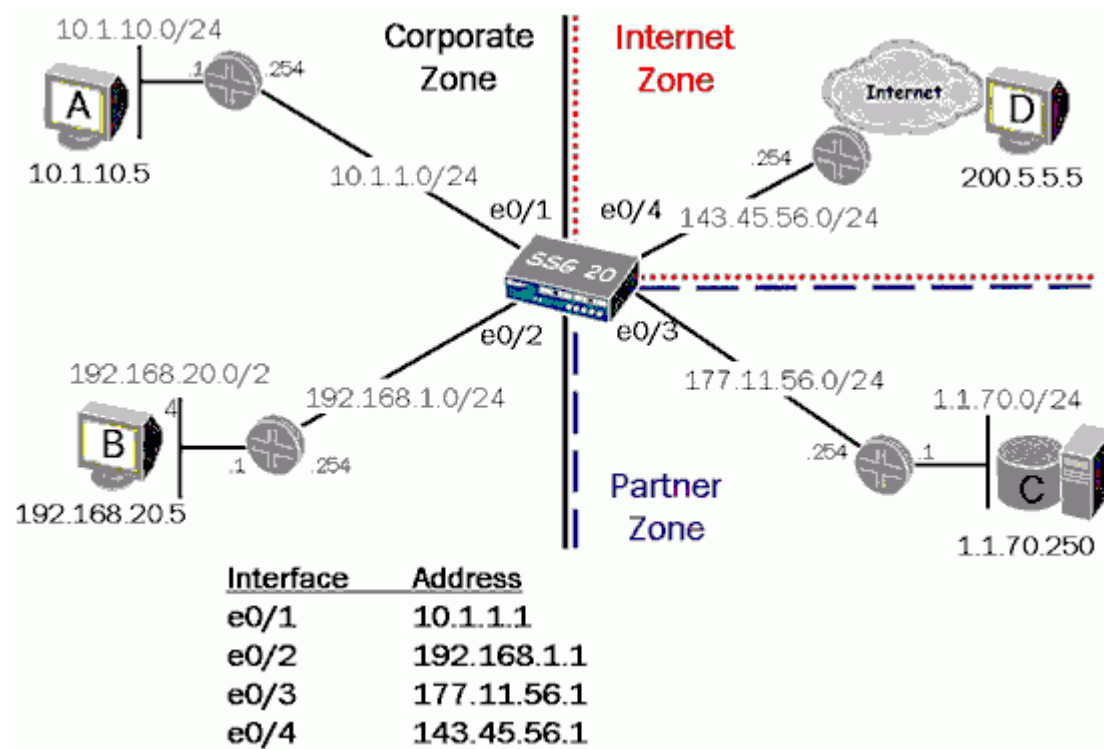 10.1.10.0/24
Corporate
Zone
Internet
Zone
.1
.254
A
10.1.10.5
Internet
D
.254
200.5.5.5
10.1.1.0/24
e0/1
e0/4
143.45.56.0/24
SSG 20
e0/2
e0/3
192.168.20.0/2
4
192.168.1.0/24
B
.1
.254
192.168.20.5
177.11.56.0/24
1.1.70.0/24
.254
.1
C
1.1.70.250
Partner
Zone
Interface Address
e0/1 10.1.1.1
e0/2 192.168.1.1
e0/3 177.11.56.1
e0/4 143.45.56.1